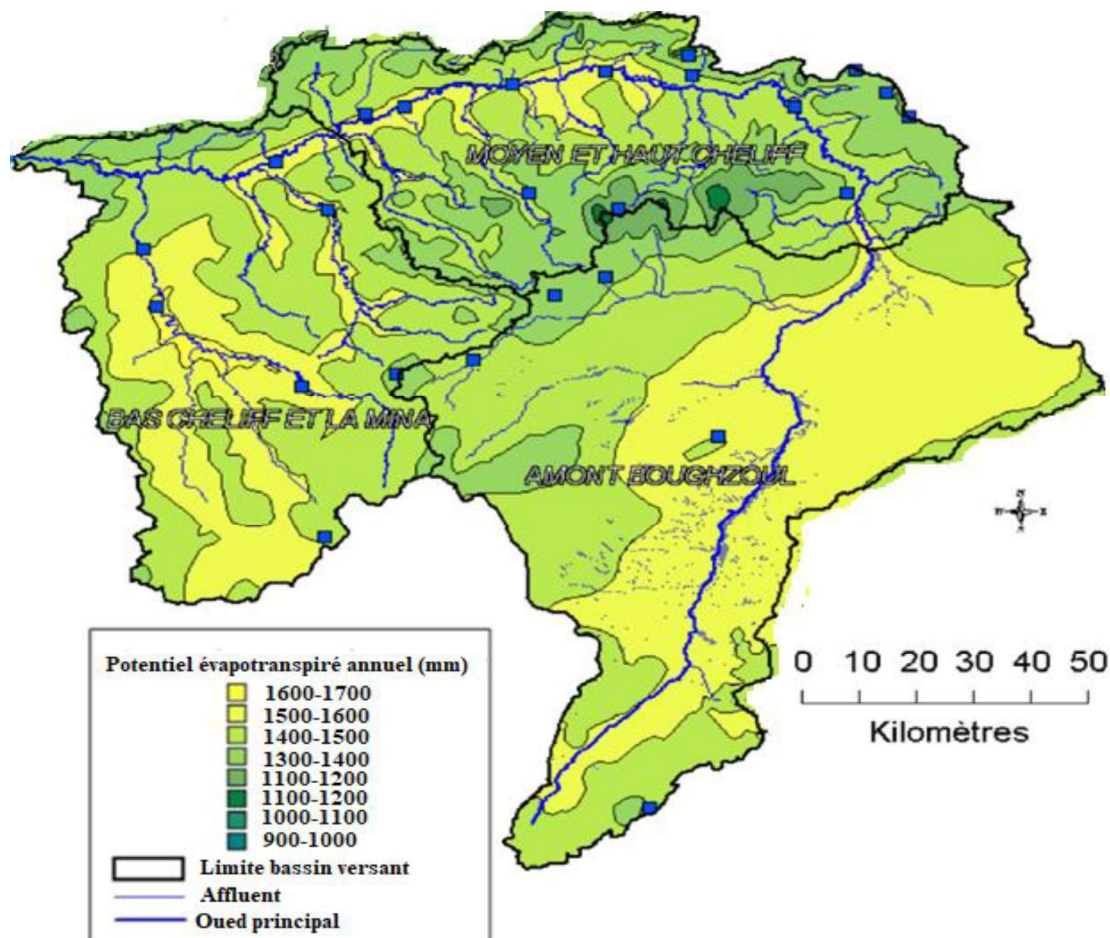 MOYEN ET HAUT CHELIFF
BAS CHELIFF ET LA MINA
AMONT BOUGHZOUL
0 10 20 30 40 50
Kilomètres
Potentiel évapotranspiré annuel (mm)
1600-1700
1500-1600
1400-1500
1300-1400
1100-1200
1100-1200
1000-1100
900-1000
Limite bassin versant
Affluent
Oued principal